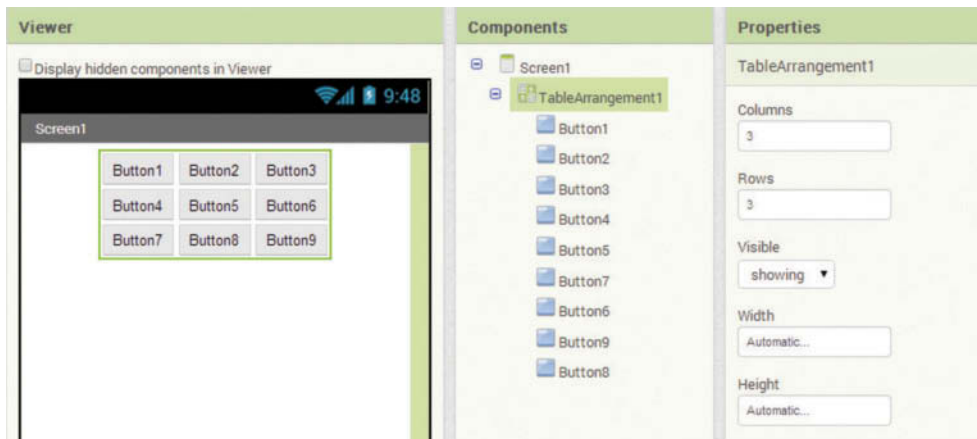 Viewer
Display hidden components in Viewer
9:48
Screen1
Button1 Button2 Button3
Button4 Button5 Button6
Button7 Button8 Button9
Components
Screen1
TableArrangement1
Button1
Button2
Button3
Button4
Button5
Button7
Button6
Button9
Button8
Properties
TableArrangement1
Columns
3
Rows
3
Visible
showing
Width
Automatic...
Height
Automatic...